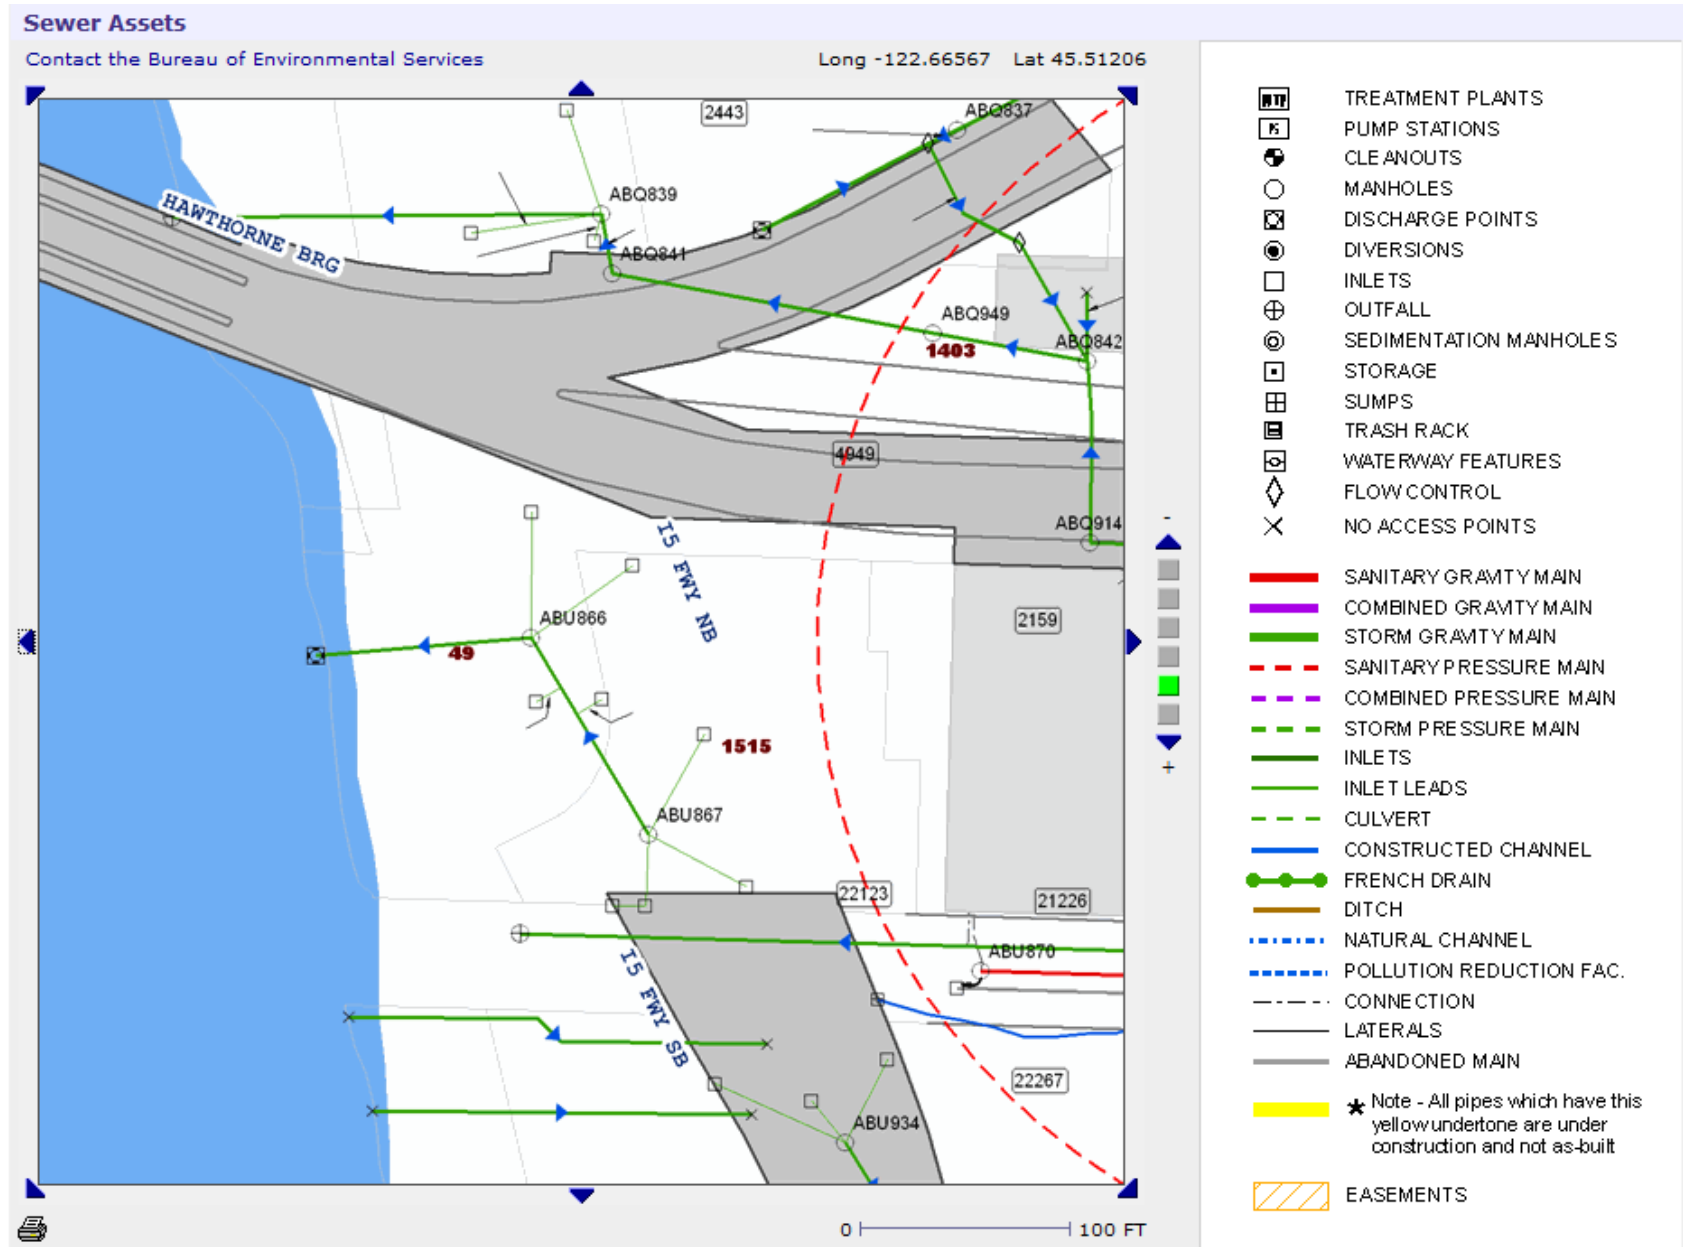 Sewer Assets
Contact the Bureau of Environmental Services
Long -122.66567 Lat 45.51206
2443
ABQ837
ABQ839
HAWTHORNE BRG
ABQ841
ABQ949
1403
ABQ842
4949
ABQ914
I5 FWY NB
ABU866
49
2159
1515
ABU867
22123
21226
ABU870
I5 FWY SB
22267
ABU934
-
+
0
100 FT
TREATMENT PLANTS
PS
PUMP STATIONS
CLEANOUTS
MANHOLES
DISCHARGE POINTS
DIVERSIONS
INLETS
OUTFALL
SEDIMENTATION MANHOLES
STORAGE
SUMPS
TRASH RACK
WATERWAY FEATURES
FLOW CONTROL
NO ACCESS POINTS
SANITARY GRAVITY MAIN
COMBINED GRAVITY MAIN
STORM GRAVITY MAIN
SANITARY PRESSURE MAIN
COMBINED PRESSURE MAIN
STORM PRESSURE MAIN
INLETS
INLET LEADS
CULVERT
CONSTRUCTED CHANNEL
FRENCH DRAIN
DITCH
NATURAL CHANNEL
POLLUTION REDUCTION FAC.
CONNECTION
LATERALS
ABANDONED MAIN
* Note - All pipes which have this
yellow undertone are under
construction and not as-built
EASEMENTS